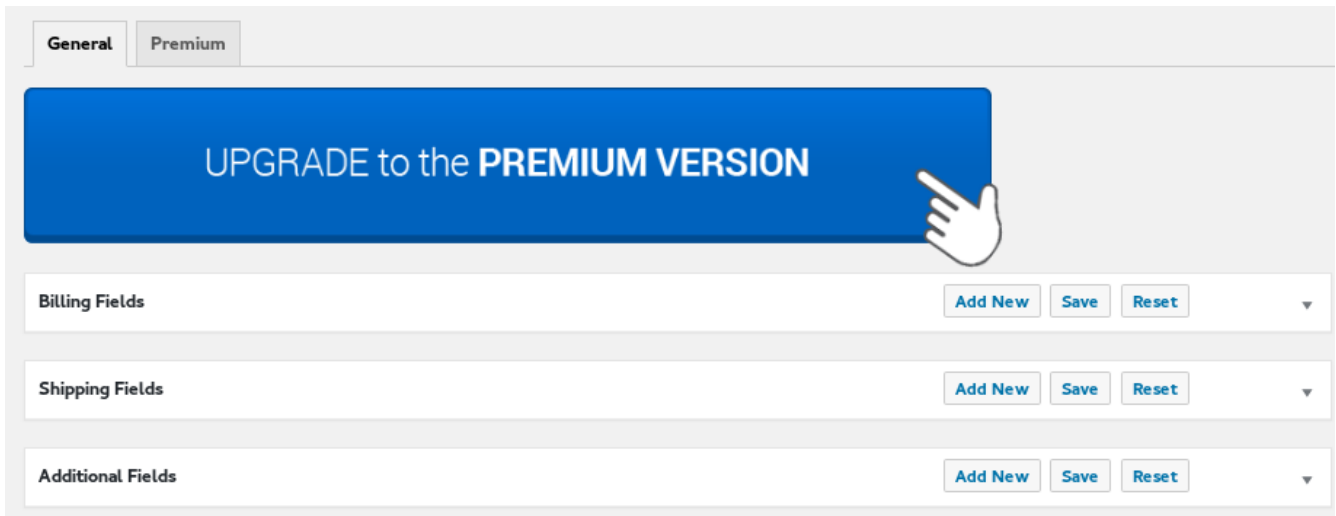 General Premium
UPGRADE to the PREMIUM VERSION
Billing Fields Add New Save Reset
Shipping Fields Add New Save Reset
Additional Fields Add New Save Reset